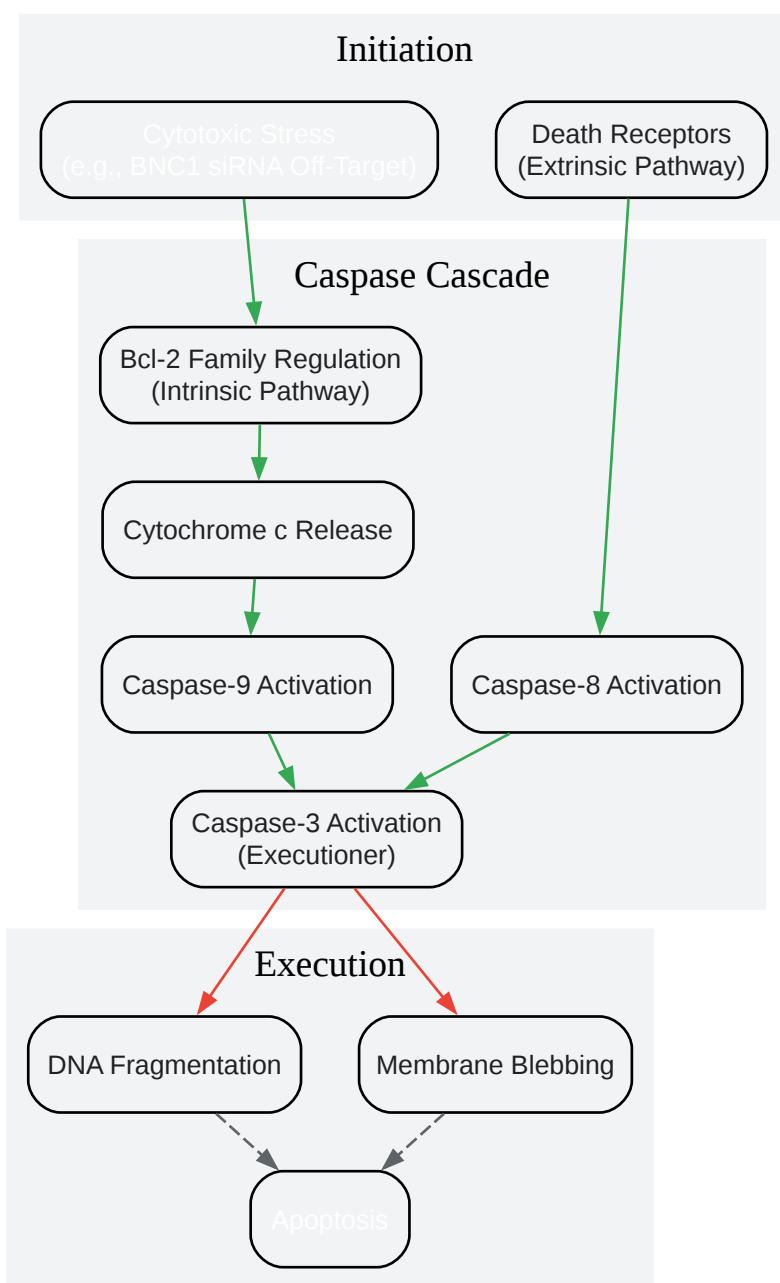 Initiation
Cytotoxic Stress
(e.g., BNC1 siRNA Off-Target)
Death Receptors
(Extrinsic Pathway)
Caspase Cascade
Bcl-2 Family Regulation
(Intrinsic Pathway)
Cytochrome c Release
Caspase-9 Activation
Caspase-8 Activation
Caspase-3 Activation
(Executioner)
Execution
DNA Fragmentation
Membrane Blebbing
Apoptosis